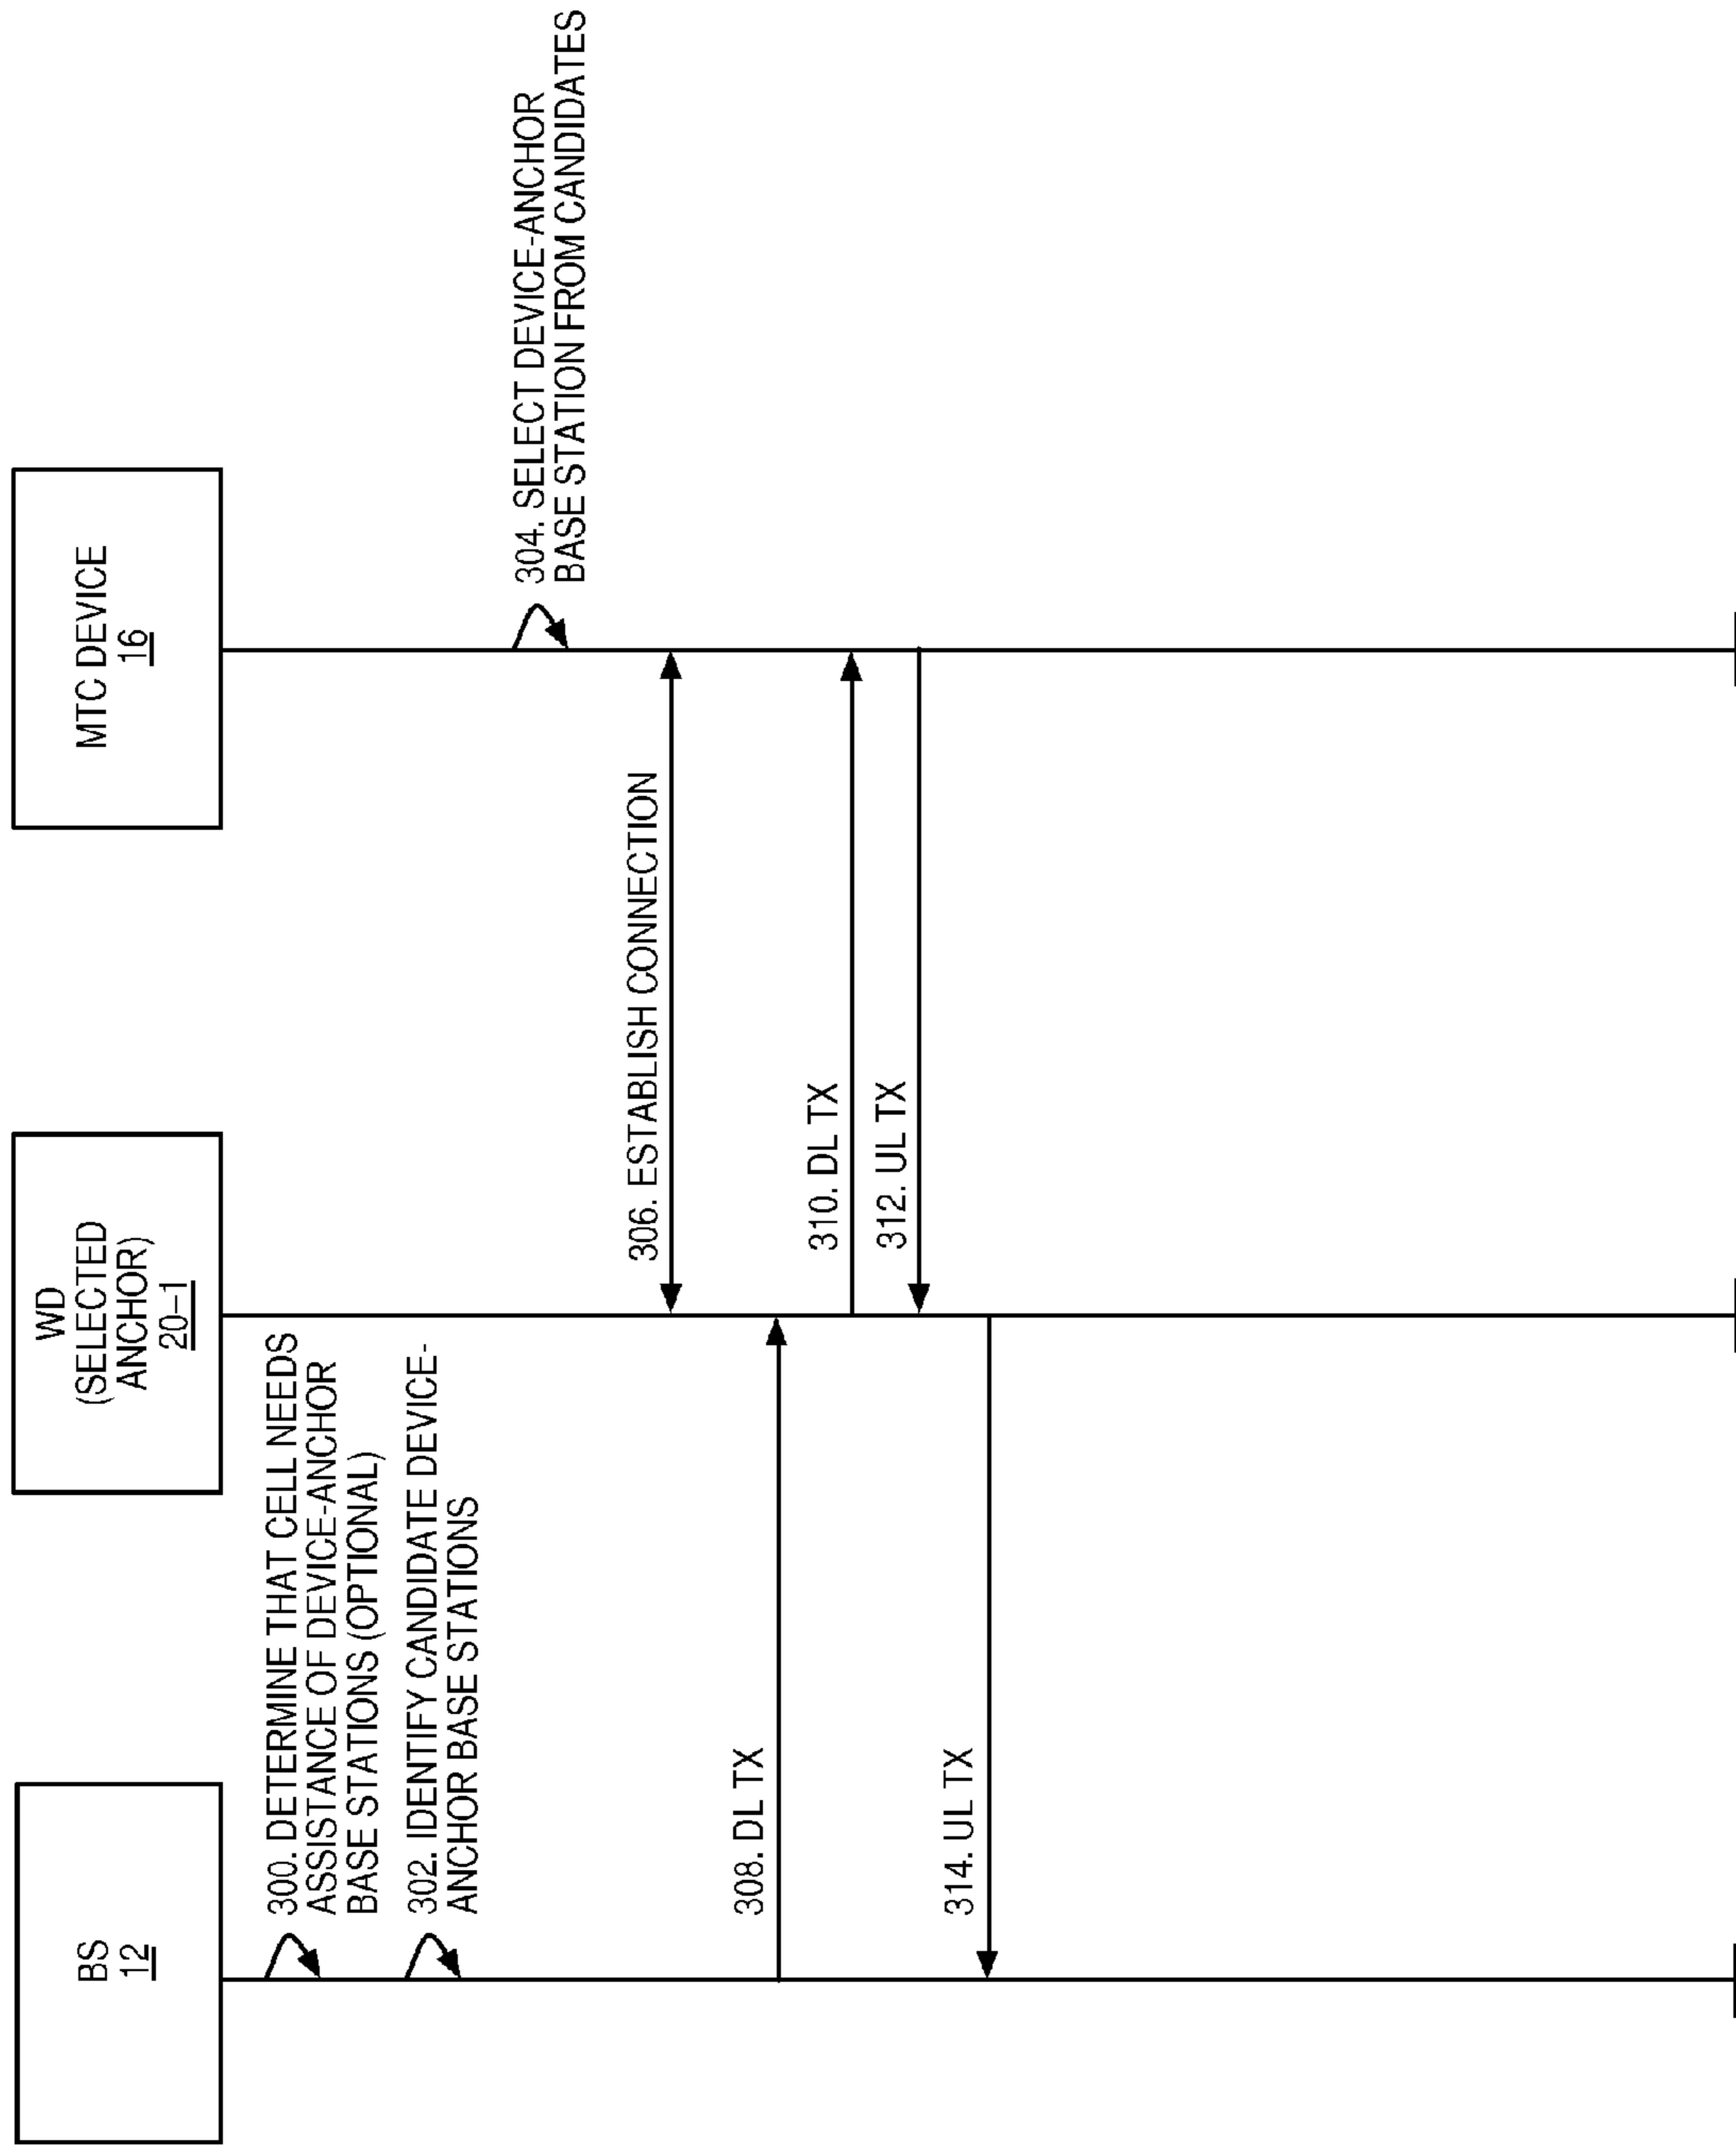 BS
12
WD
(SELECTED
ANCHOR)
20-1
MTC DEVICE
16
300. DETERMINE THAT CELL NEEDS
ASSISTANCE OF DEVICE-ANCHOR
BASE STATIONS (OPTIONAL)
302. IDENTIFY CANDIDATE DEVICE-
ANCHOR BASE STATIONS
304. SELECT DEVICE-ANCHOR
BASE STATION FROM CANDIDATES
306. ESTABLISH CONNECTION
308. DL TX
310. DL TX
312. UL TX
314. UL TX